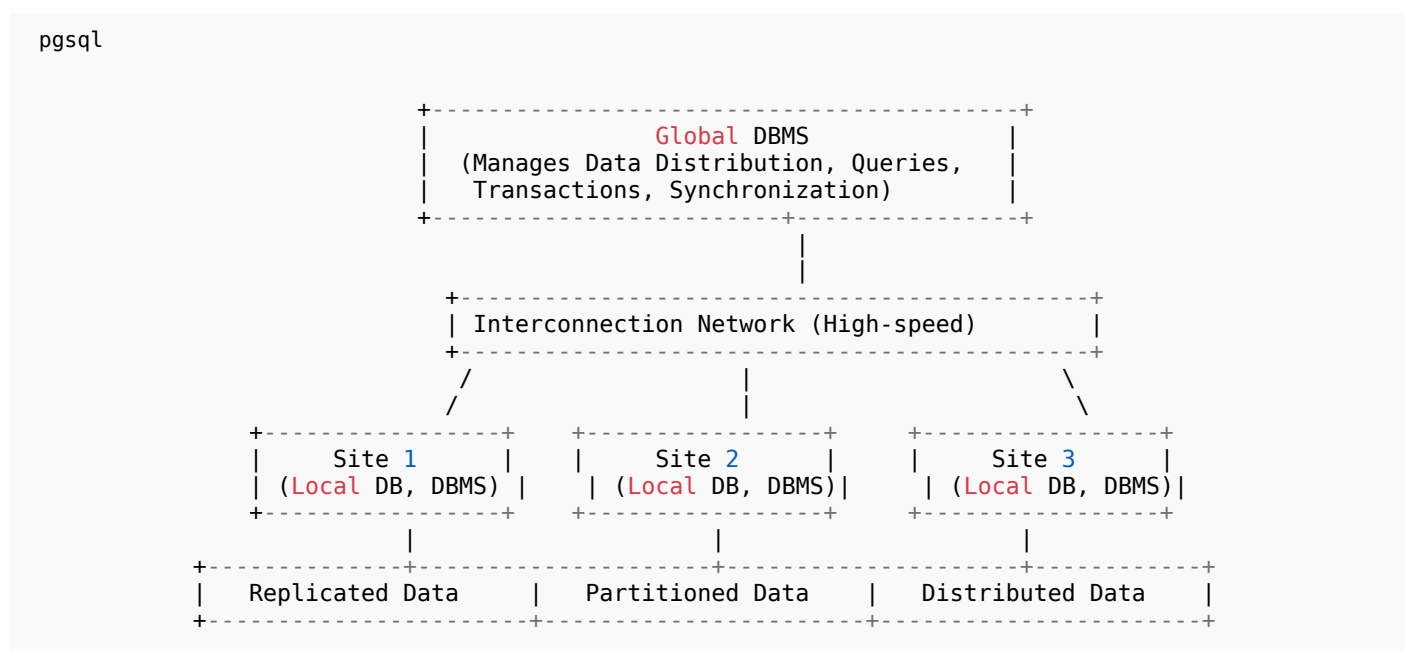 pgsql
Global DBMS
(Manages Data Distribution, Queries,
Transactions, Synchronization)
Interconnection Network (High-speed)
Site 1 Site 2 Site 3
(Local DB, DBMS) (Local DB, DBMS) (Local DB, DBMS)
Replicated Data Partitioned Data Distributed Data